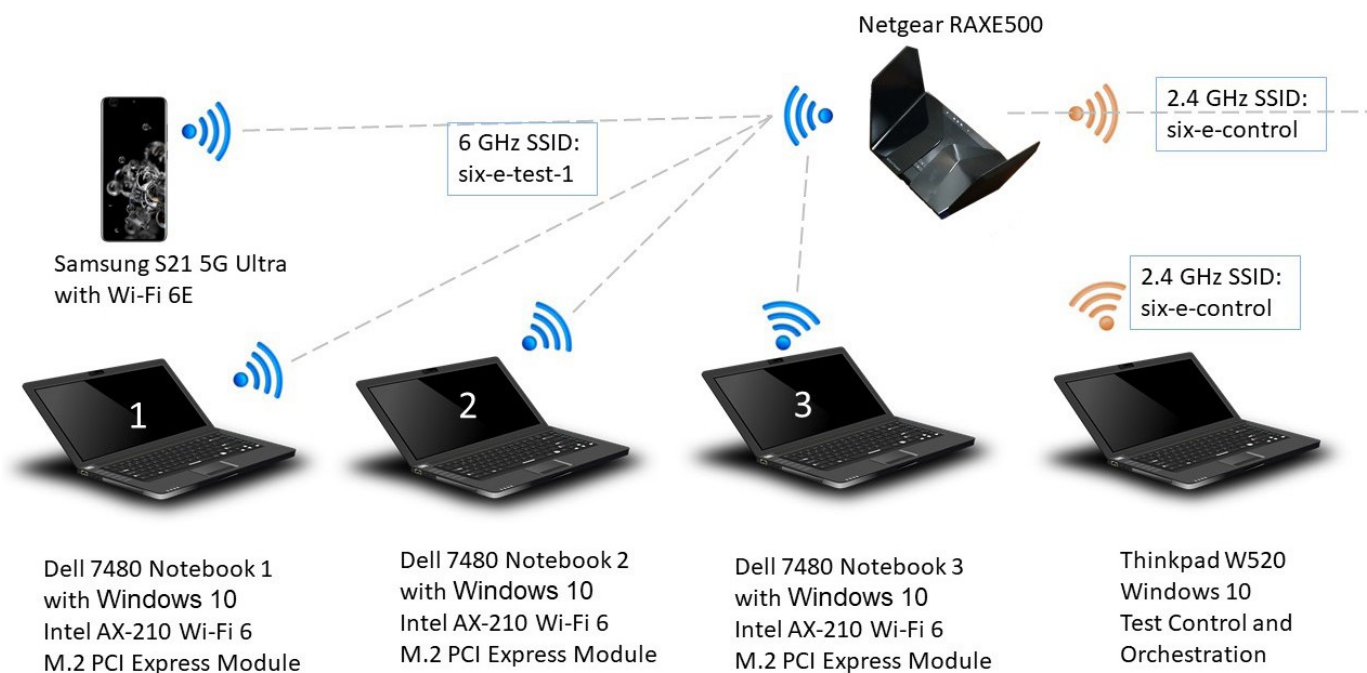 Netgear RAXE500
2.4 GHz SSID:
six-e-control
6 GHz SSID:
six-e-test-1
Samsung S21 5G Ultra
with Wi-Fi 6E
2.4 GHz SSID:
six-e-control
1
2
3
Dell 7480 Notebook 1
with Windows 10
Intel AX-210 Wi-Fi 6
M.2 PCI Express Module
Dell 7480 Notebook 2
with Windows 10
Intel AX-210 Wi-Fi 6
M.2 PCI Express Module
Dell 7480 Notebook 3
with Windows 10
Intel AX-210 Wi-Fi 6
M.2 PCI Express Module
Thinkpad W520
Windows 10
Test Control and
Orchestration